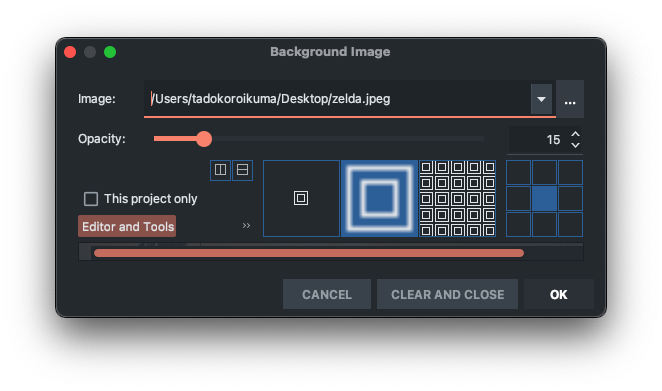 Background Image
Image: /Users/tadokoroikuma/Desktop/zelda.jpeg ...
Opacity: 15
This project only
Editor and Tools »
CANCEL CLEAR AND CLOSE OK